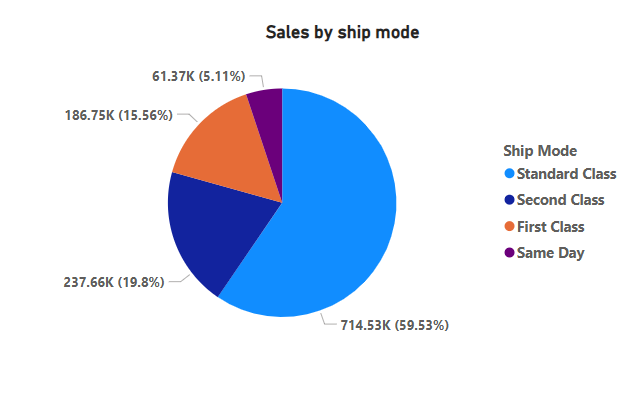 Sales by ship mode
61.37K (5.11%)
186.75K (15.56%)
237.66K (19.8%)
714.53K (59.53%)
Ship Mode
Standard Class
Second Class
First Class
Same Day